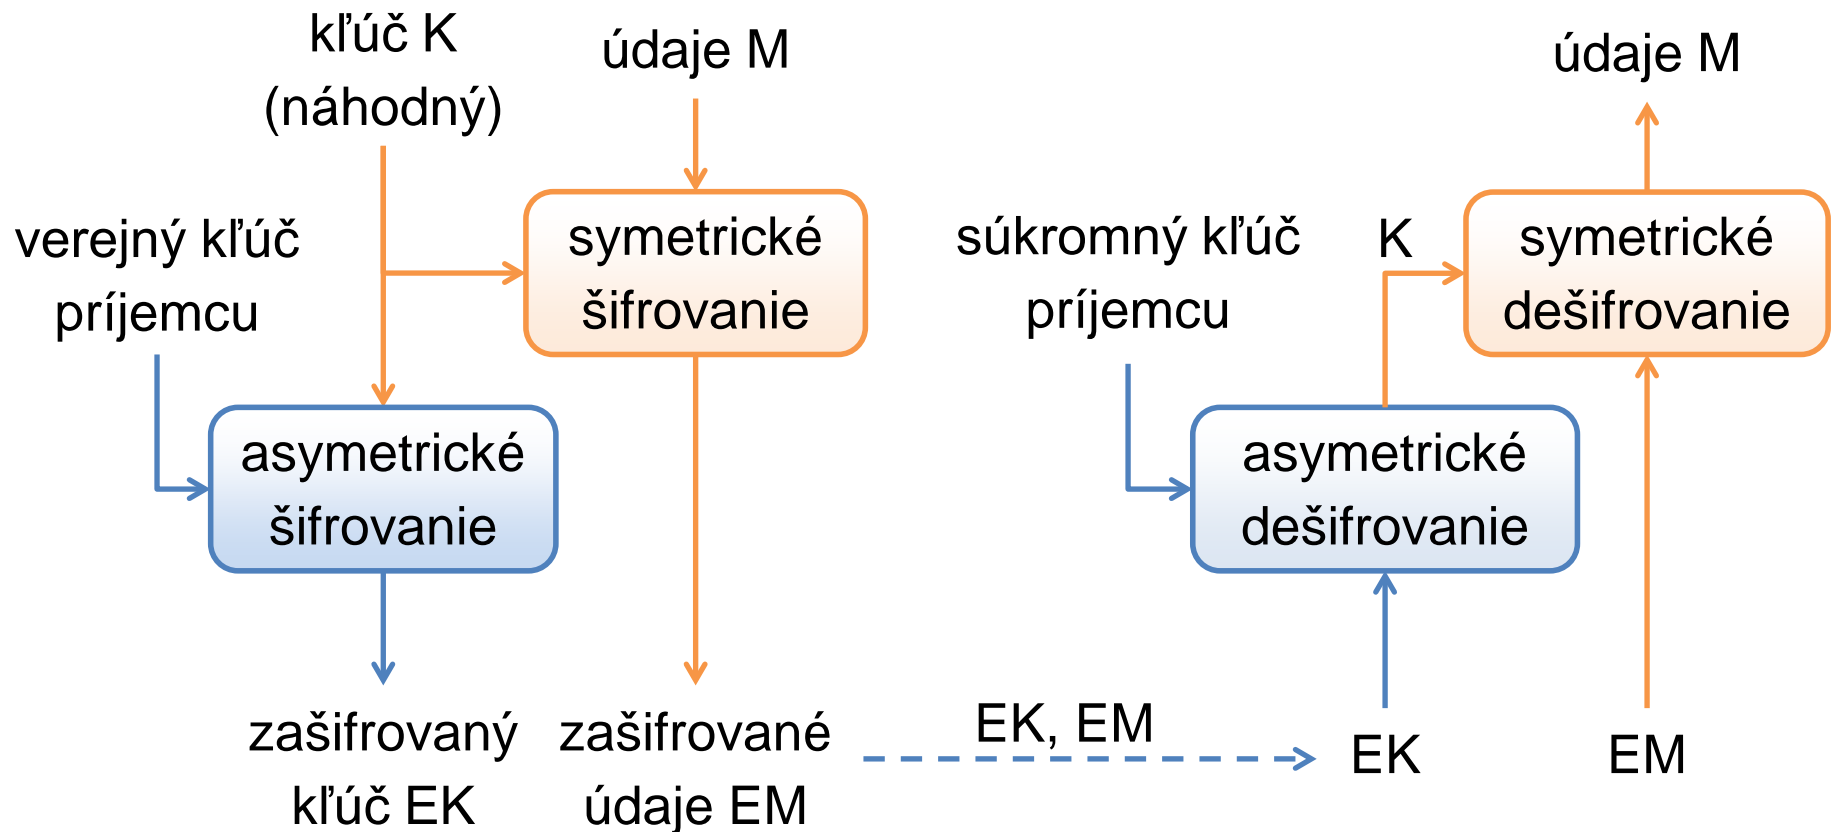 kľúč K
(náhodný)
údaje M
verejný kľúč
príjemcu
symetrické
šifrovanie
asymetrické
šifrovanie
zašifrovaný
kľúč EK
zašifrované
údaje EM
EK, EM
údaje M
súkromný kľúč
príjemcu
K
symetrické
dešifrovanie
asymetrické
dešifrovanie
EK
EM